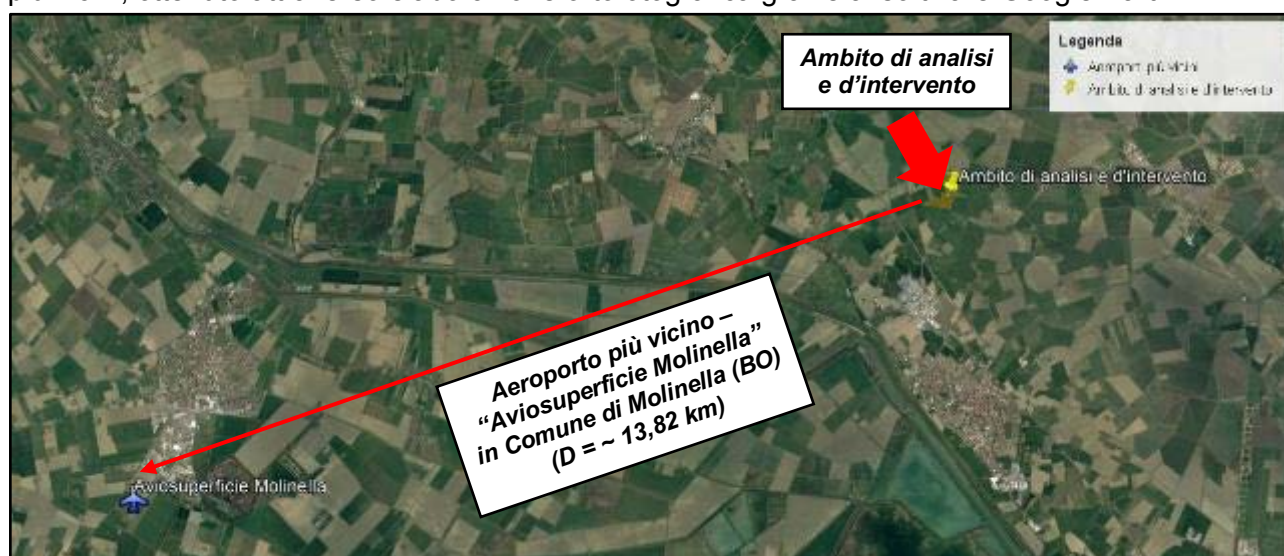 Ambito di analisi
e d'intervento
Legenda
Aeroporti più vicini
Ambito di analisi e d'intervento
Ambito di analisi e d'intervento
Aeroporto più vicino –
"Aviosuperficie Molinella"
in Comune di Molinella (BO)
(D = ~ 13,82 km)
Aviosuperficie Molinella